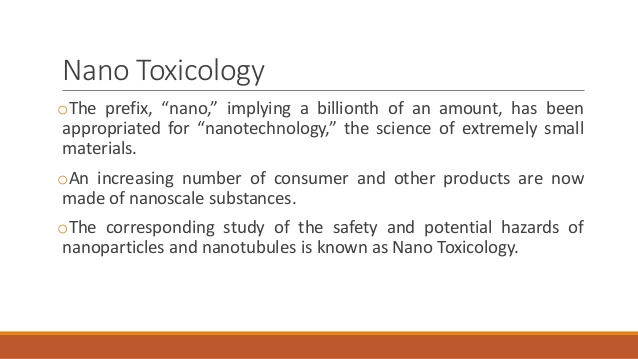 Nano Toxicology
oThe prefix, “nano,” implying a billionth of an amount, has been
appropriated for “nanotechnology,” the science of extremely small
materials.
oAn increasing number of consumer and other products are now
made of nanoscale substances.
oThe corresponding study of the safety and potential hazards of
nanoparticles and nanotubules is known as Nano Toxicology.